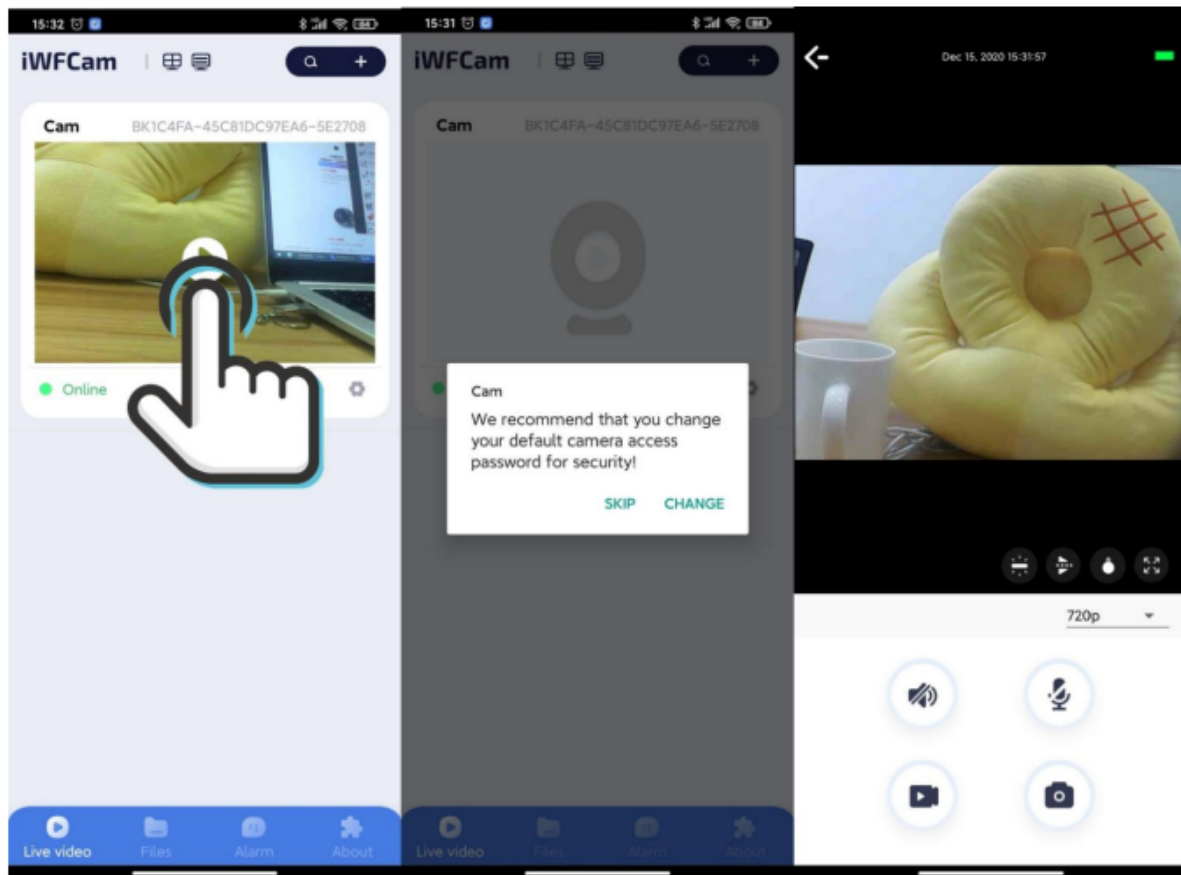 15:32
84
iWFCam
Cam
BK1C4FA-45C81DC97EA6-5E2708
Online
Live video
Files
Alarm
About
15:31
84
iWFCam
Cam
BK1C4FA-45C81DC97EA6-5E2708
Cam
We recommend that you change
your default camera access
password for security!
SKIP
CHANGE
Live video
Files
Alarm
About
Dec 15, 2020 15:31:57
720p